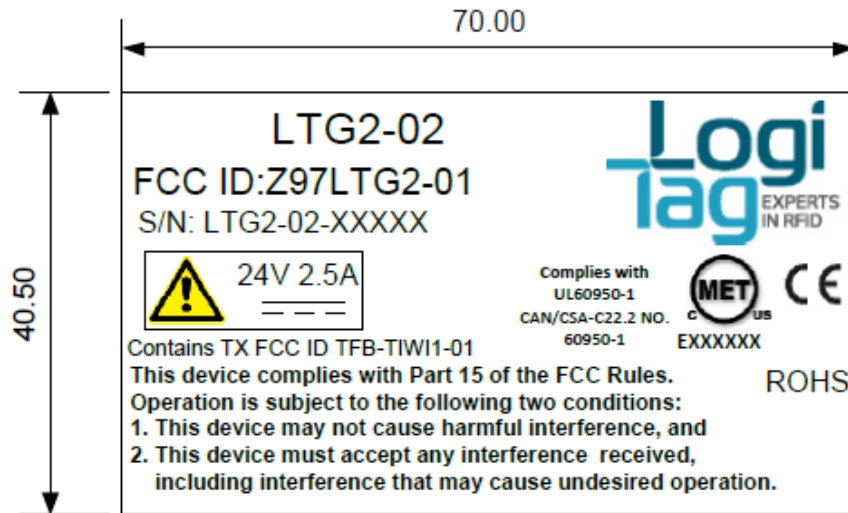 70.00
40.50
LTG2-02
FCC ID:Z97LTG2-01
S/N: LTG2-02-XXXXX
Logi
Tag
EXPERTS
IN RFID
24V 2.5A
Complies with
UL60950-1
CAN/CSA-C22.2 NO.
60950-1
MET
C US
EXXXXXX
CE
Contains TX FCC ID TFB-TIWI1-01
ROHS
This device complies with Part 15 of the FCC Rules.
Operation is subject to the following two conditions:
1. This device may not cause harmful interference, and
2. This device must accept any interference received,
including interference that may cause undesired operation.